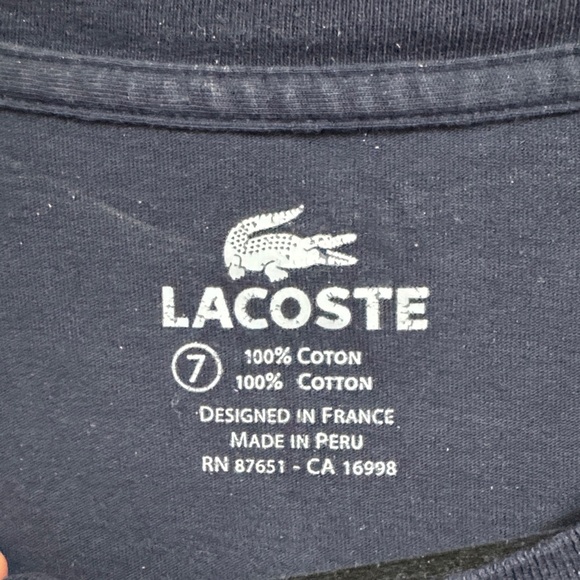 LACOSTE
7
100% COTON
100% COTTON
DESIGNED IN FRANCE
MADE IN PERU
RN 87651 - CA 16998